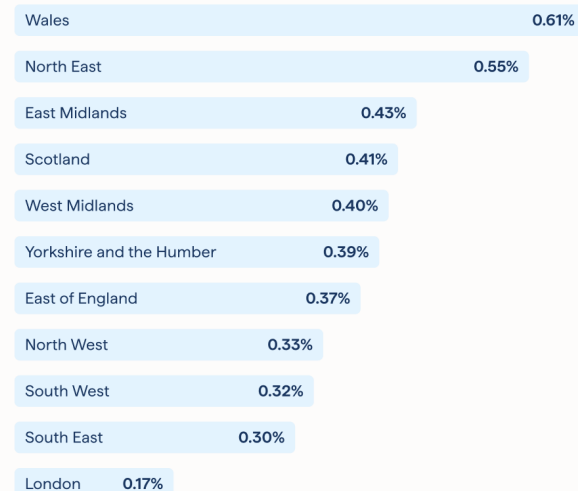 Wales 0.61%
North East 0.55%
East Midlands 0.43%
Scotland 0.41%
West Midlands 0.40%
Yorkshire and the Humber 0.39%
East of England 0.37%
North West 0.33%
South West 0.32%
South East 0.30%
London 0.17%